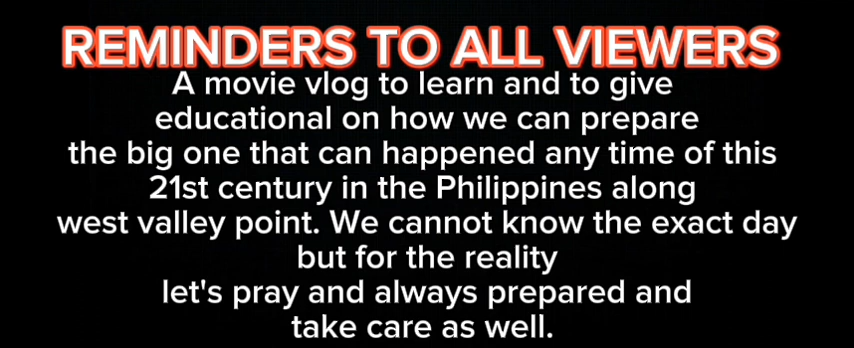 REMINDERS TO ALL VIEWERS
A movie vlog to learn and to give
educational on how we can prepare
the big one that can happened any time of this
21st century in the Philippines along
west valley point. We cannot know the exact day
but for the reality
let's pray and always prepared and
take care as well.